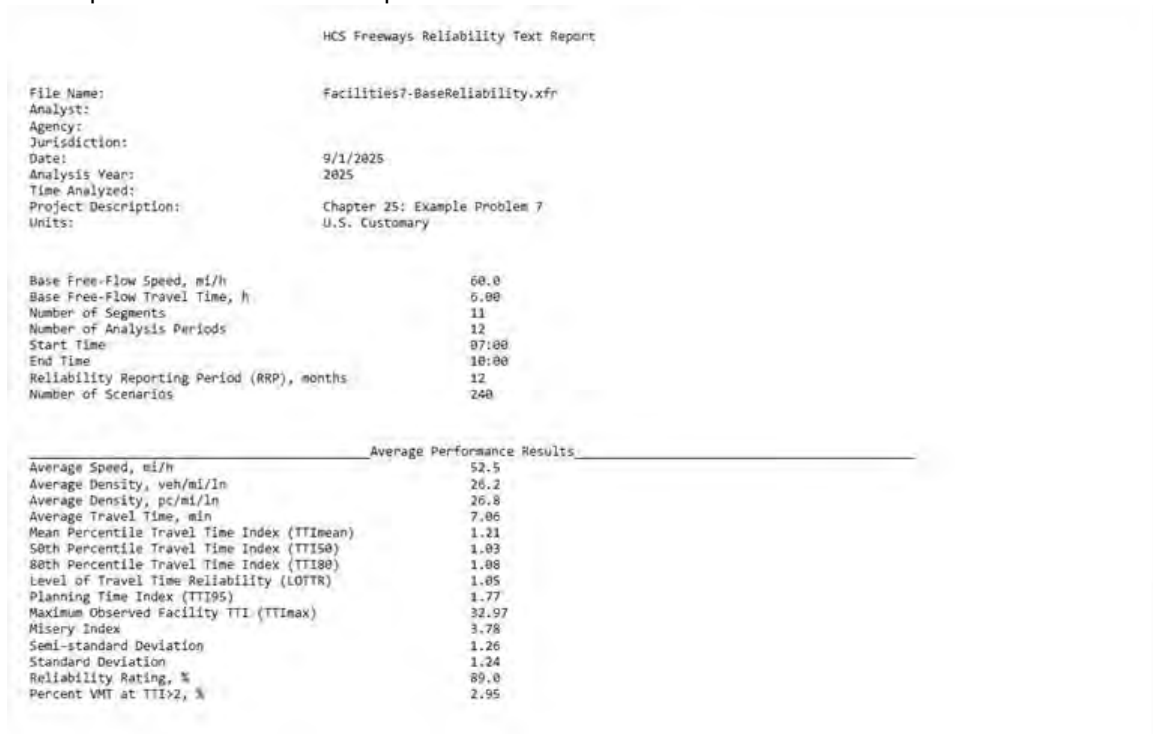 HCS Freeways Reliability Text Report
File Name: Facilities7-BaseReliability.xfr
Analyst:
Agency:
Jurisdiction:
Date: 9/1/2025
Analysis Year: 2025
Time Analyzed:
Project Description: Chapter 25: Example Problem 7
Units: U.S. Customary
Base Free-Flow Speed, mi/h 60.0
Base Free-Flow Travel Time, h 6.00
Number of Segments 11
Number of Analysis Periods 12
Start Time 07:00
End Time 10:00
Reliability Reporting Period (RRP), months 12
Number of Scenarios 240
Average Performance Results
Average Speed, mi/h 52.5
Average Density, veh/mi/ln 26.2
Average Density, pc/mi/ln 26.8
Average Travel Time, min 7.06
Mean Percentile Travel Time Index (TTImean) 1.21
50th Percentile Travel Time Index (TTI50) 1.03
80th Percentile Travel Time Index (TTI80) 1.08
Level of Travel Time Reliability (LOTTR) 1.05
Planning Time Index (TTI95) 1.77
Maximum Observed Facility TTI (TTImax) 32.97
Misery Index 3.78
Semi-standard Deviation 1.26
Standard Deviation 1.24
Reliability Rating, % 89.0
Percent VMT at TTI>2, % 2.95